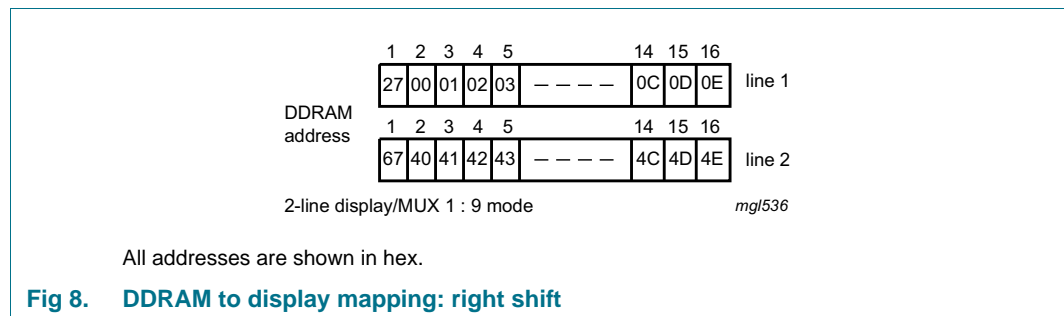 1 2 3 4 5 14 15 16
27 00 01 02 03 – – – – 0C 0D 0E line 1
DDRAM
address
1 2 3 4 5 14 15 16
67 40 41 42 43 – – – – 4C 4D 4E line 2
2-line display/MUX 1 : 9 mode mgl536
All addresses are shown in hex.
Fig 8. DDRAM to display mapping: right shift